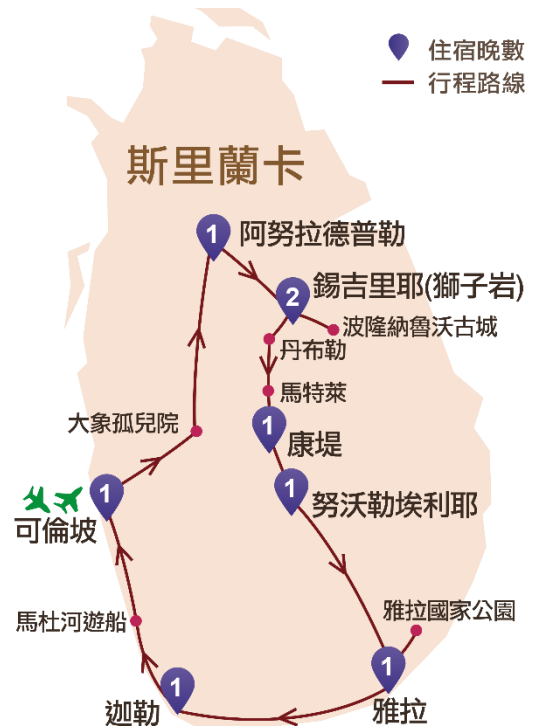 住宿晚數
行程路線
斯里蘭卡
1
阿努拉德普勒
2
錫吉里耶(獅子岩)
波隆納魯沃古城
丹布勒
馬特萊
大象孤兒院
1
康堤
1
可倫坡
1
努沃勒埃利耶
雅拉國家公園
馬杜河遊船
1
迦勒
1
雅拉